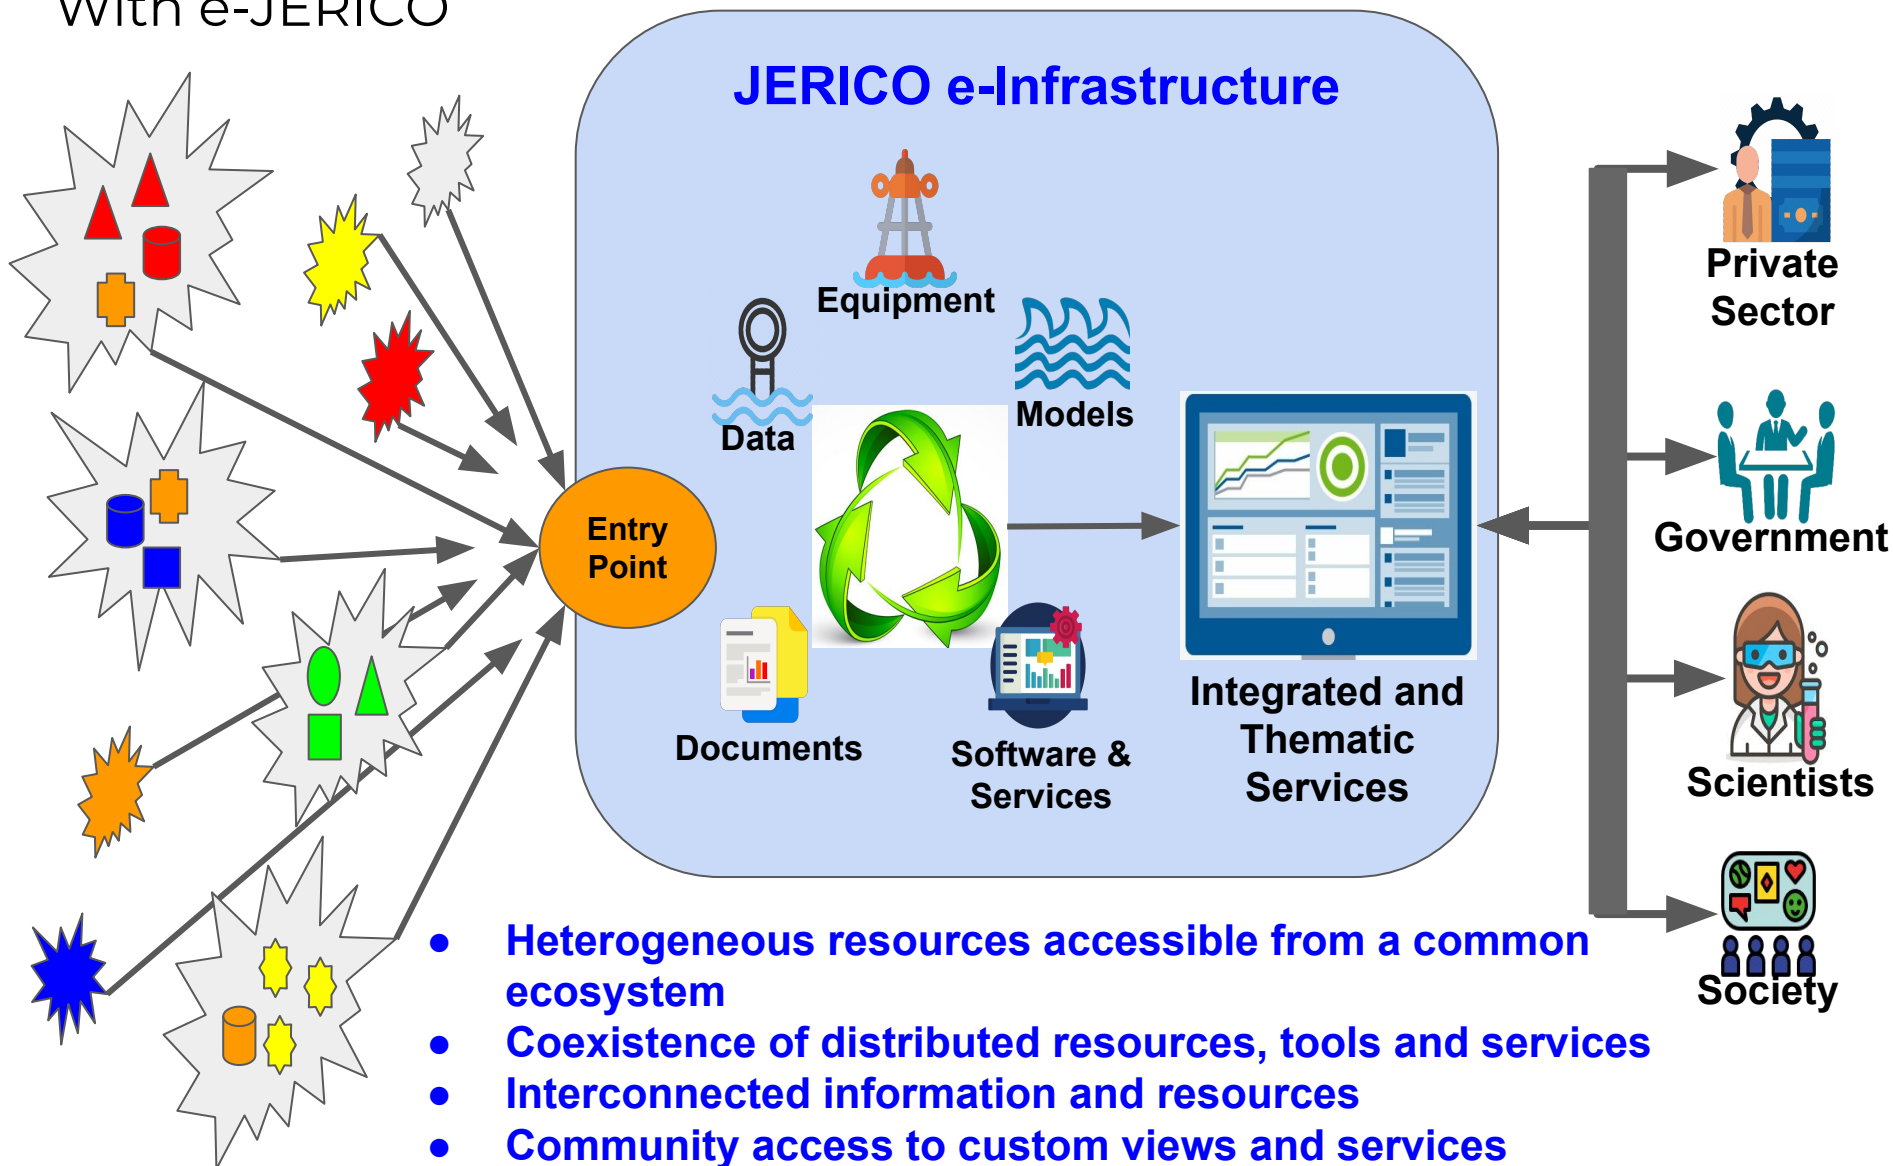 With e-JERICO
JERICO e-Infrastructure
Equipment
Data
Models
Entry
Point
Documents
Software &
Services
Integrated and
Thematic
Services
Private
Sector
Government
Scientists
Society
● Heterogeneous resources accessible from a common
ecosystem
● Coexistence of distributed resources, tools and services
● Interconnected information and resources
● Community access to custom views and services